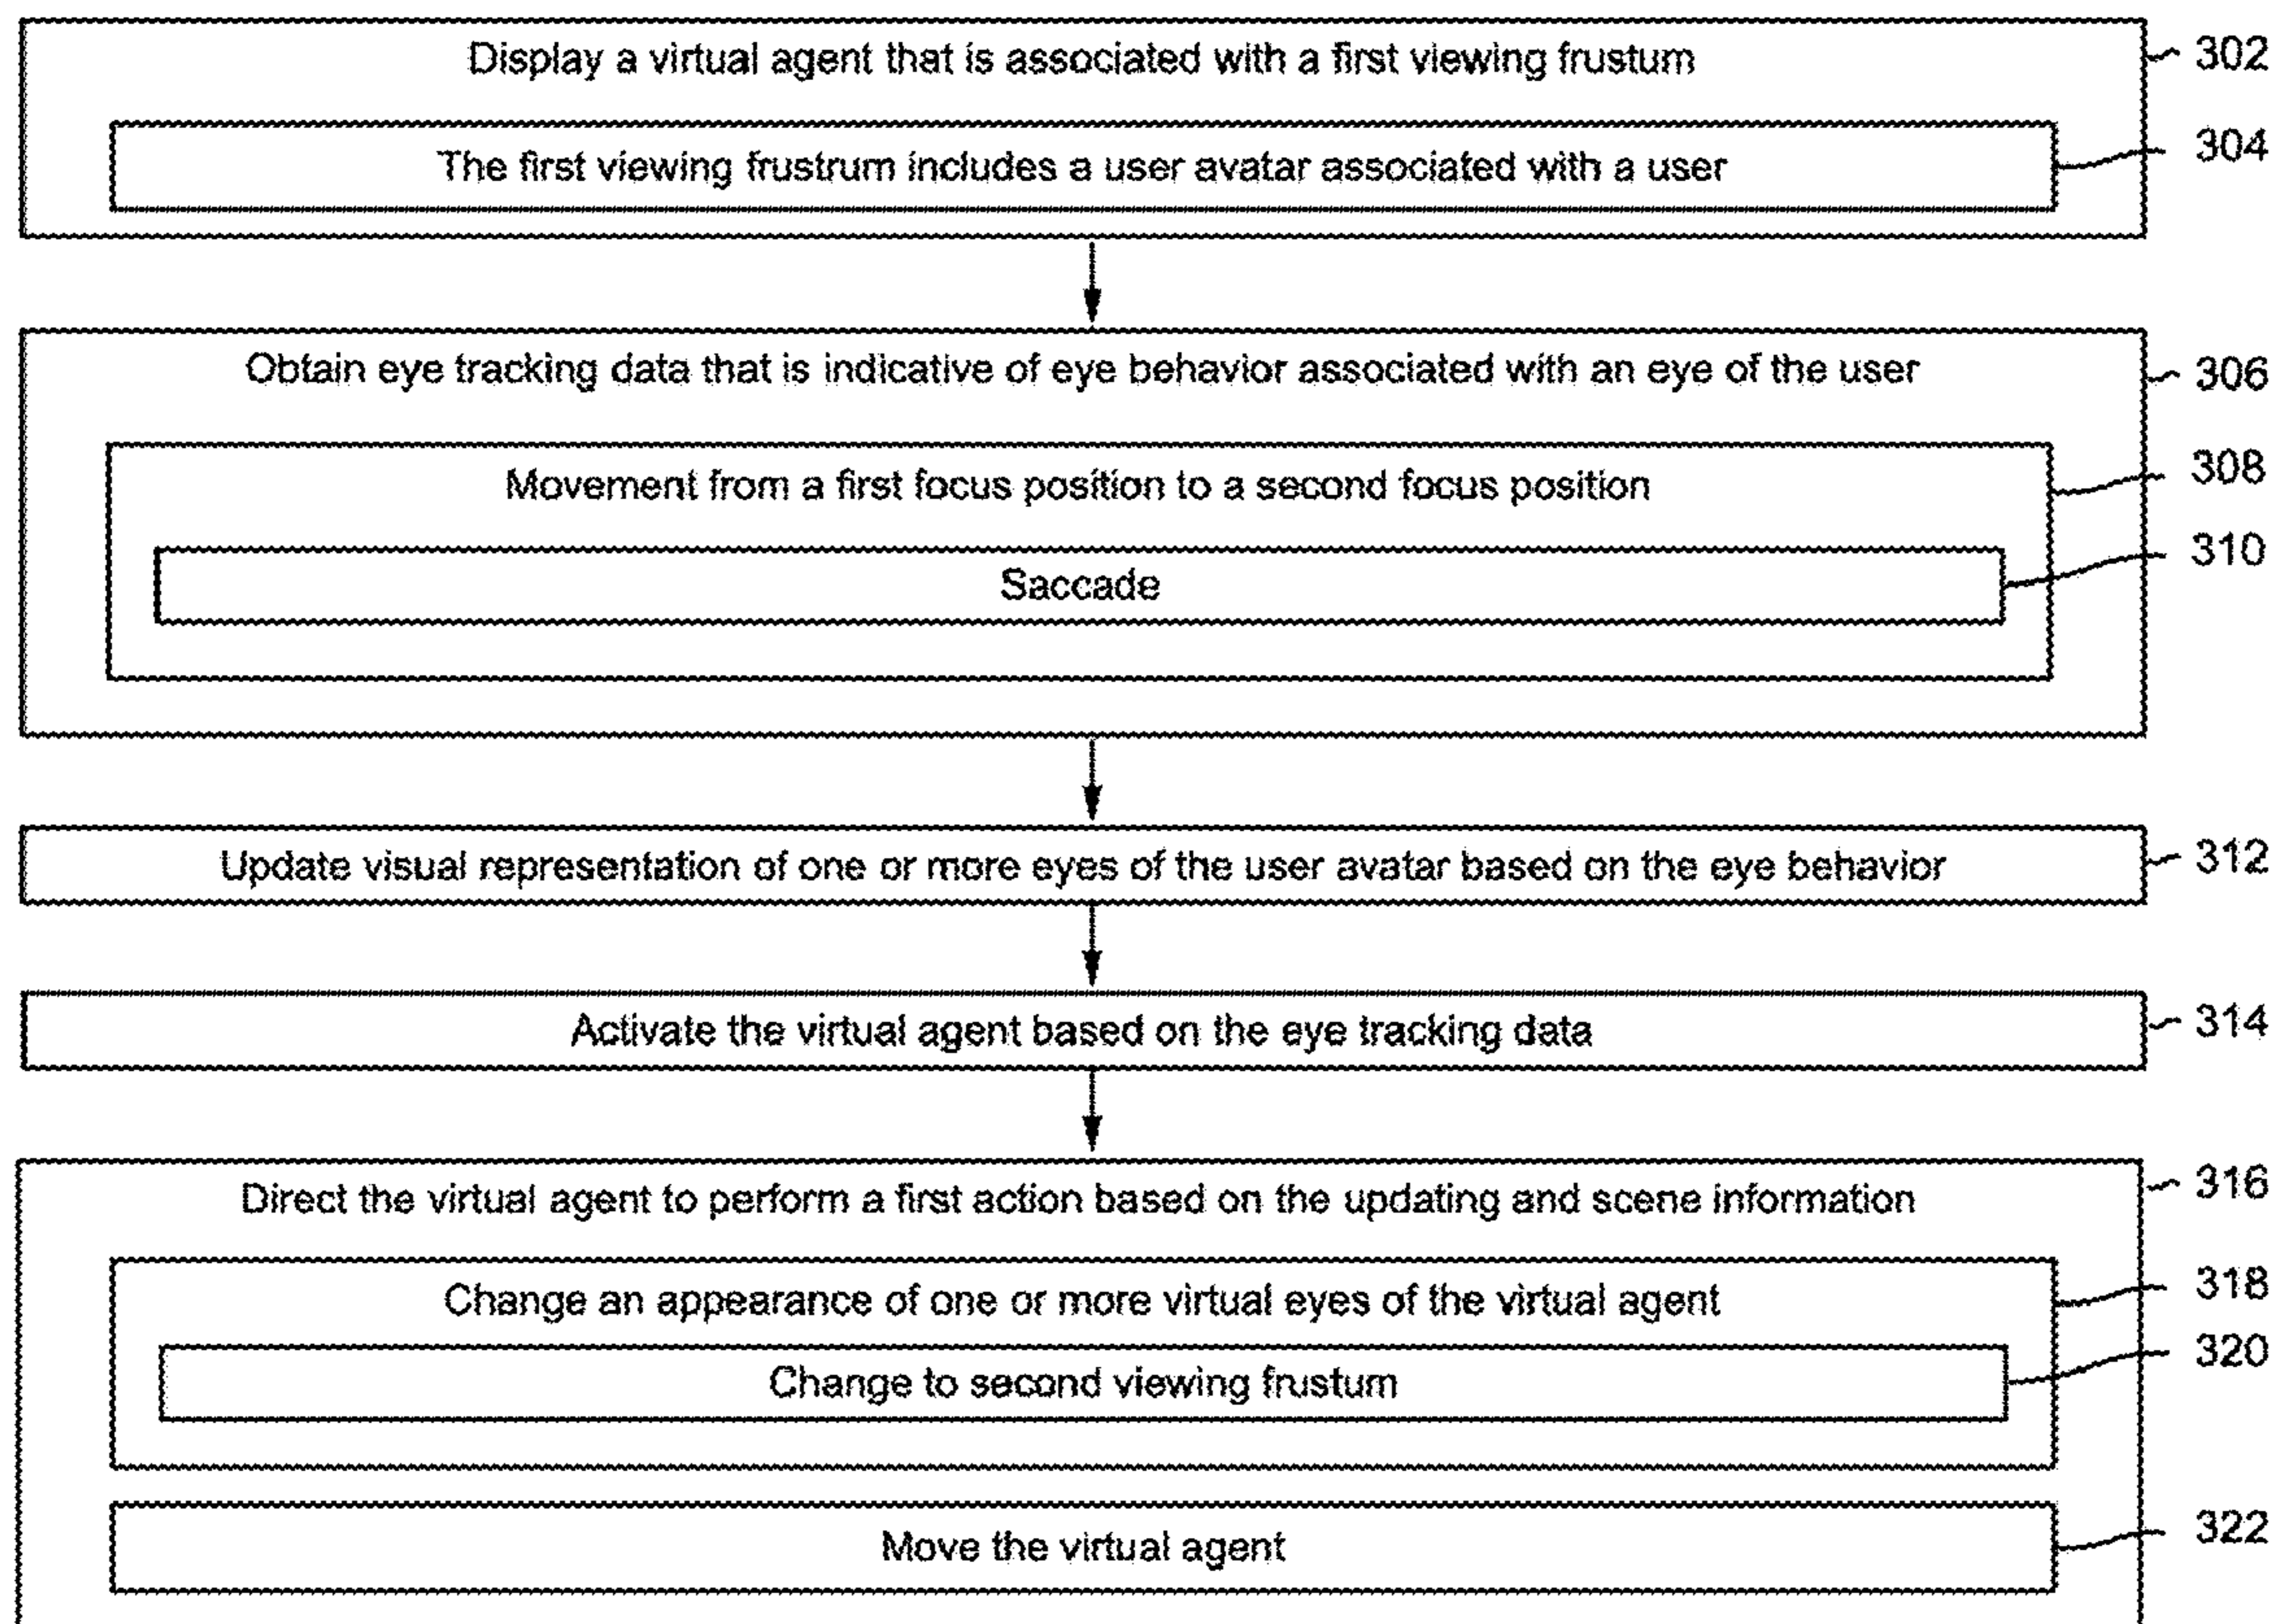 Display a virtual agent that is associated with a first viewing frustum
302
The first viewing frustrum includes a user avatar associated with a user
304
Obtain eye tracking data that is indicative of eye behavior associated with an eye of the user
306
Movement from a first focus position to a second focus position
308
Saccade
310
Update visual representation of one or more eyes of the user avatar based on the eye behavior
312
Activate the virtual agent based on the eye tracking data
314
Direct the virtual agent to perform a first action based on the updating and scene information
316
Change an appearance of one or more virtual eyes of the virtual agent
318
Change to second viewing frustum
320
Move the virtual agent
322